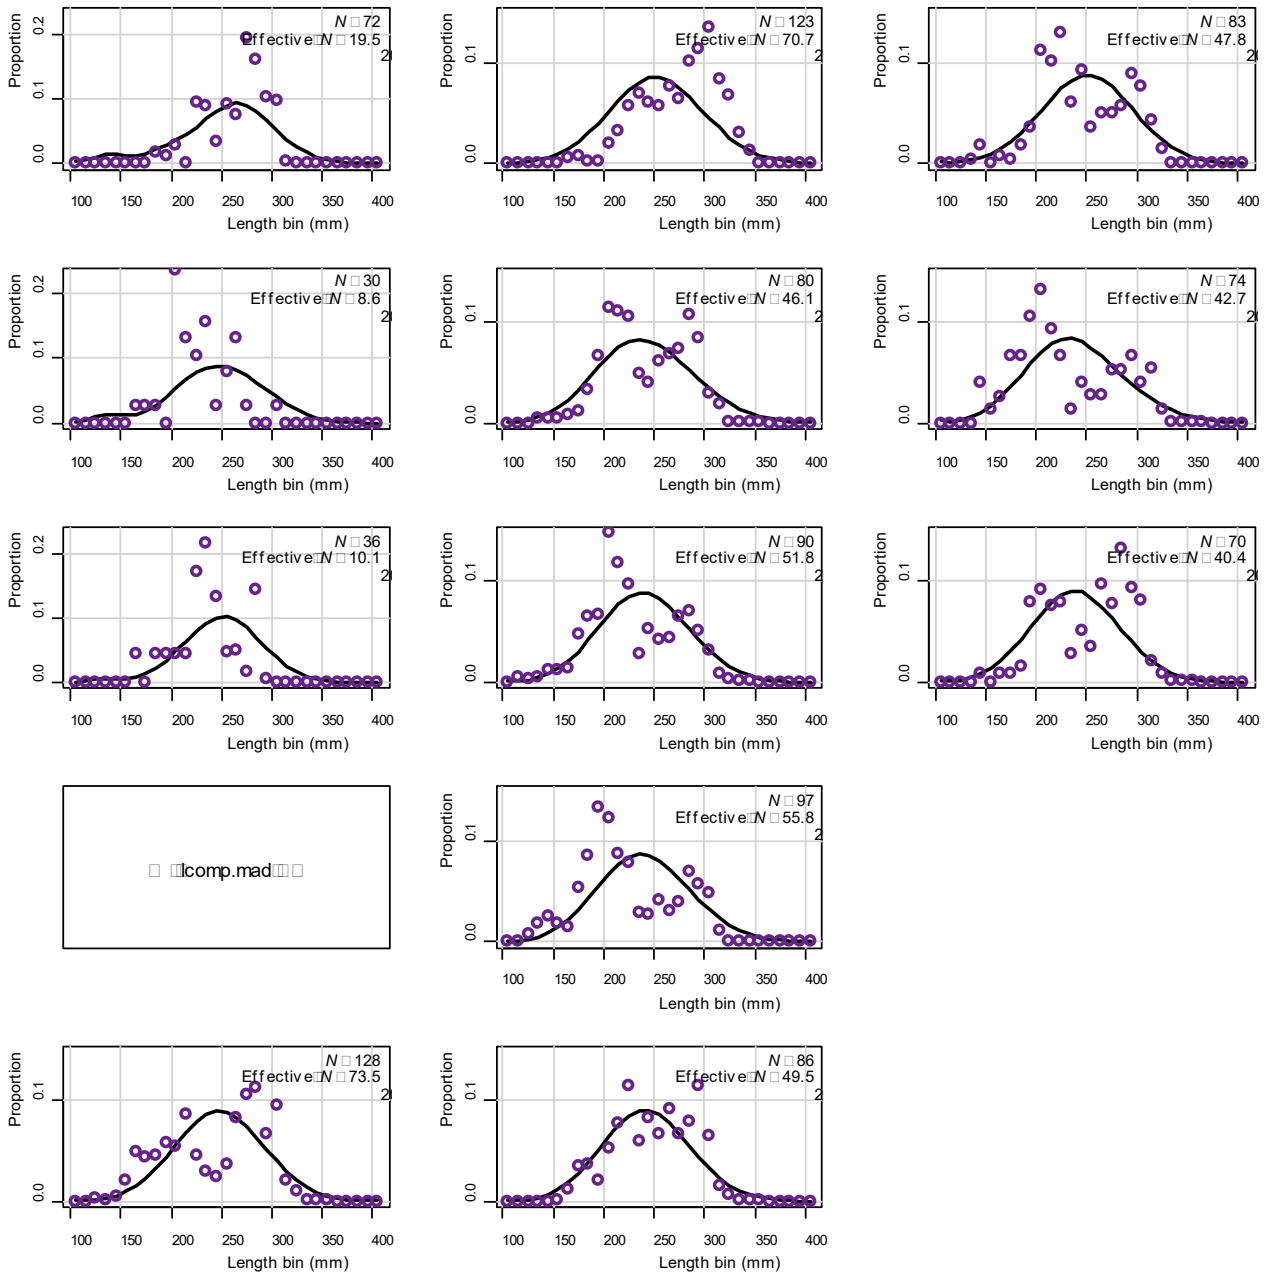 Proportion
0.2
0.1
0.0
N □ 72
Effective □ N □ 19.5
100 150 200 250 300 350 400
Length bin (mm)
Proportion
0.1
0.0
N □ 123
Effective □ N □ 70.7
100 150 200 250 300 350 400
Length bin (mm)
Proportion
0.1
0.0
N □ 83
Effective □ N □ 47.8
100 150 200 250 300 350 400
Length bin (mm)
Proportion
0.2
0.1
0.0
N □ 30
Effective □ N □ 8.6
100 150 200 250 300 350 400
Length bin (mm)
Proportion
0.1
0.0
N □ 80
Effective □ N □ 46.1
100 150 200 250 300 350 400
Length bin (mm)
Proportion
0.1
0.0
N □ 74
Effective □ N □ 42.7
100 150 200 250 300 350 400
Length bin (mm)
Proportion
0.2
0.1
0.0
N □ 36
Effective □ N □ 10.1
100 150 200 250 300 350 400
Length bin (mm)
Proportion
0.1
0.0
N □ 90
Effective □ N □ 51.8
100 150 200 250 300 350 400
Length bin (mm)
Proportion
0.1
0.0
N □ 70
Effective □ N □ 40.4
100 150 200 250 300 350 400
Length bin (mm)
lcomp.mad
Proportion
0.1
0.0
N □ 97
Effective □ N □ 55.8
100 150 200 250 300 350 400
Length bin (mm)
Proportion
0.1
0.0
N □ 128
Effective □ N □ 73.5
100 150 200 250 300 350 400
Length bin (mm)
Proportion
0.1
0.0
N □ 86
Effective □ N □ 49.5
100 150 200 250 300 350 400
Length bin (mm)